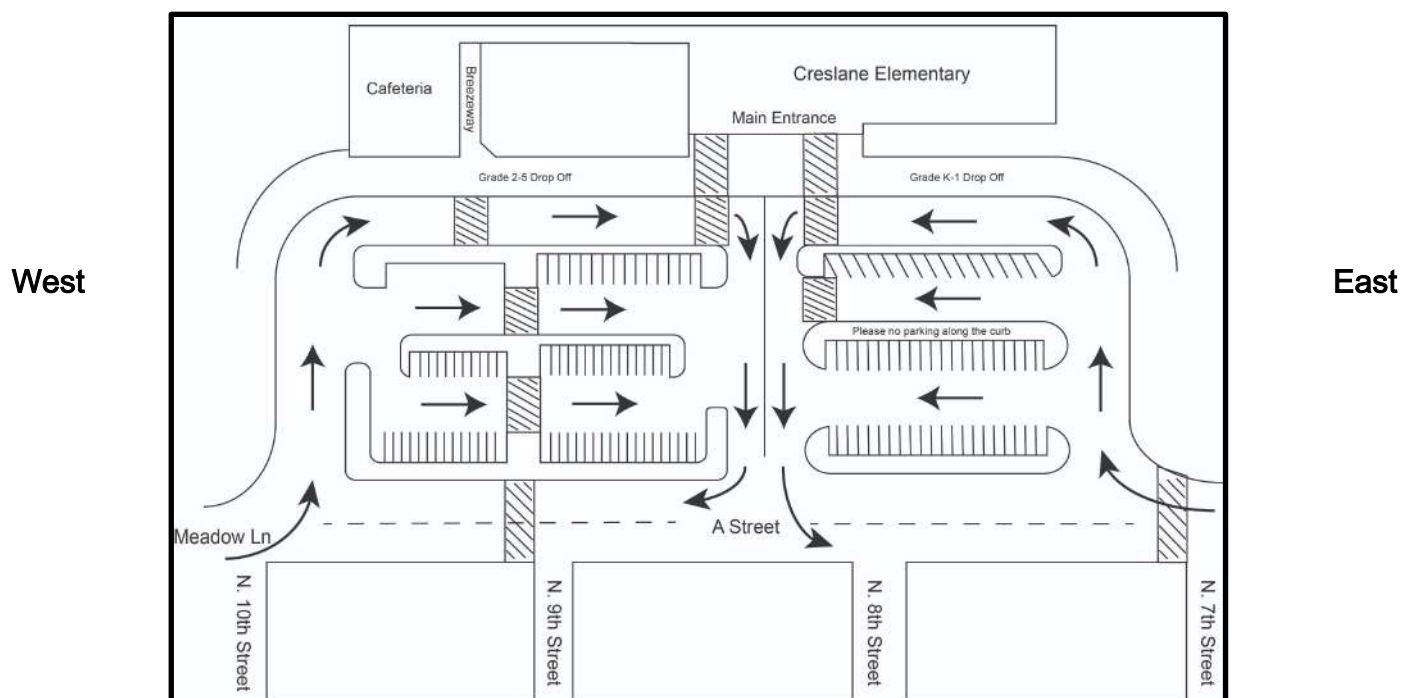 Creslane Elementary
Cafeteria
Breezeway
Main Entrance
Grade 2-5 Drop Off
Grade K-1 Drop Off
West
East
Please no parking along the curb
A Street
Meadow Ln
N. 10th Street
N. 9th Street
N. 8th Street
N. 7th Street